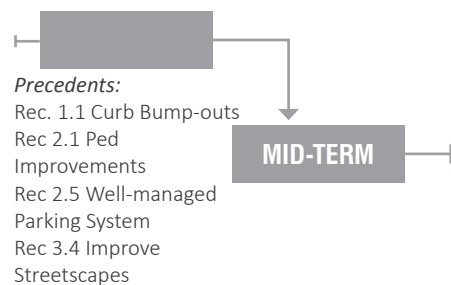 Precedents:
Rec. 1.1 Curb Bump-outs
Rec 2.1 Ped
Improvements
Rec 2.5 Well-managed
Parking System
Rec 3.4 Improve
Streetscapes
MID-TERM